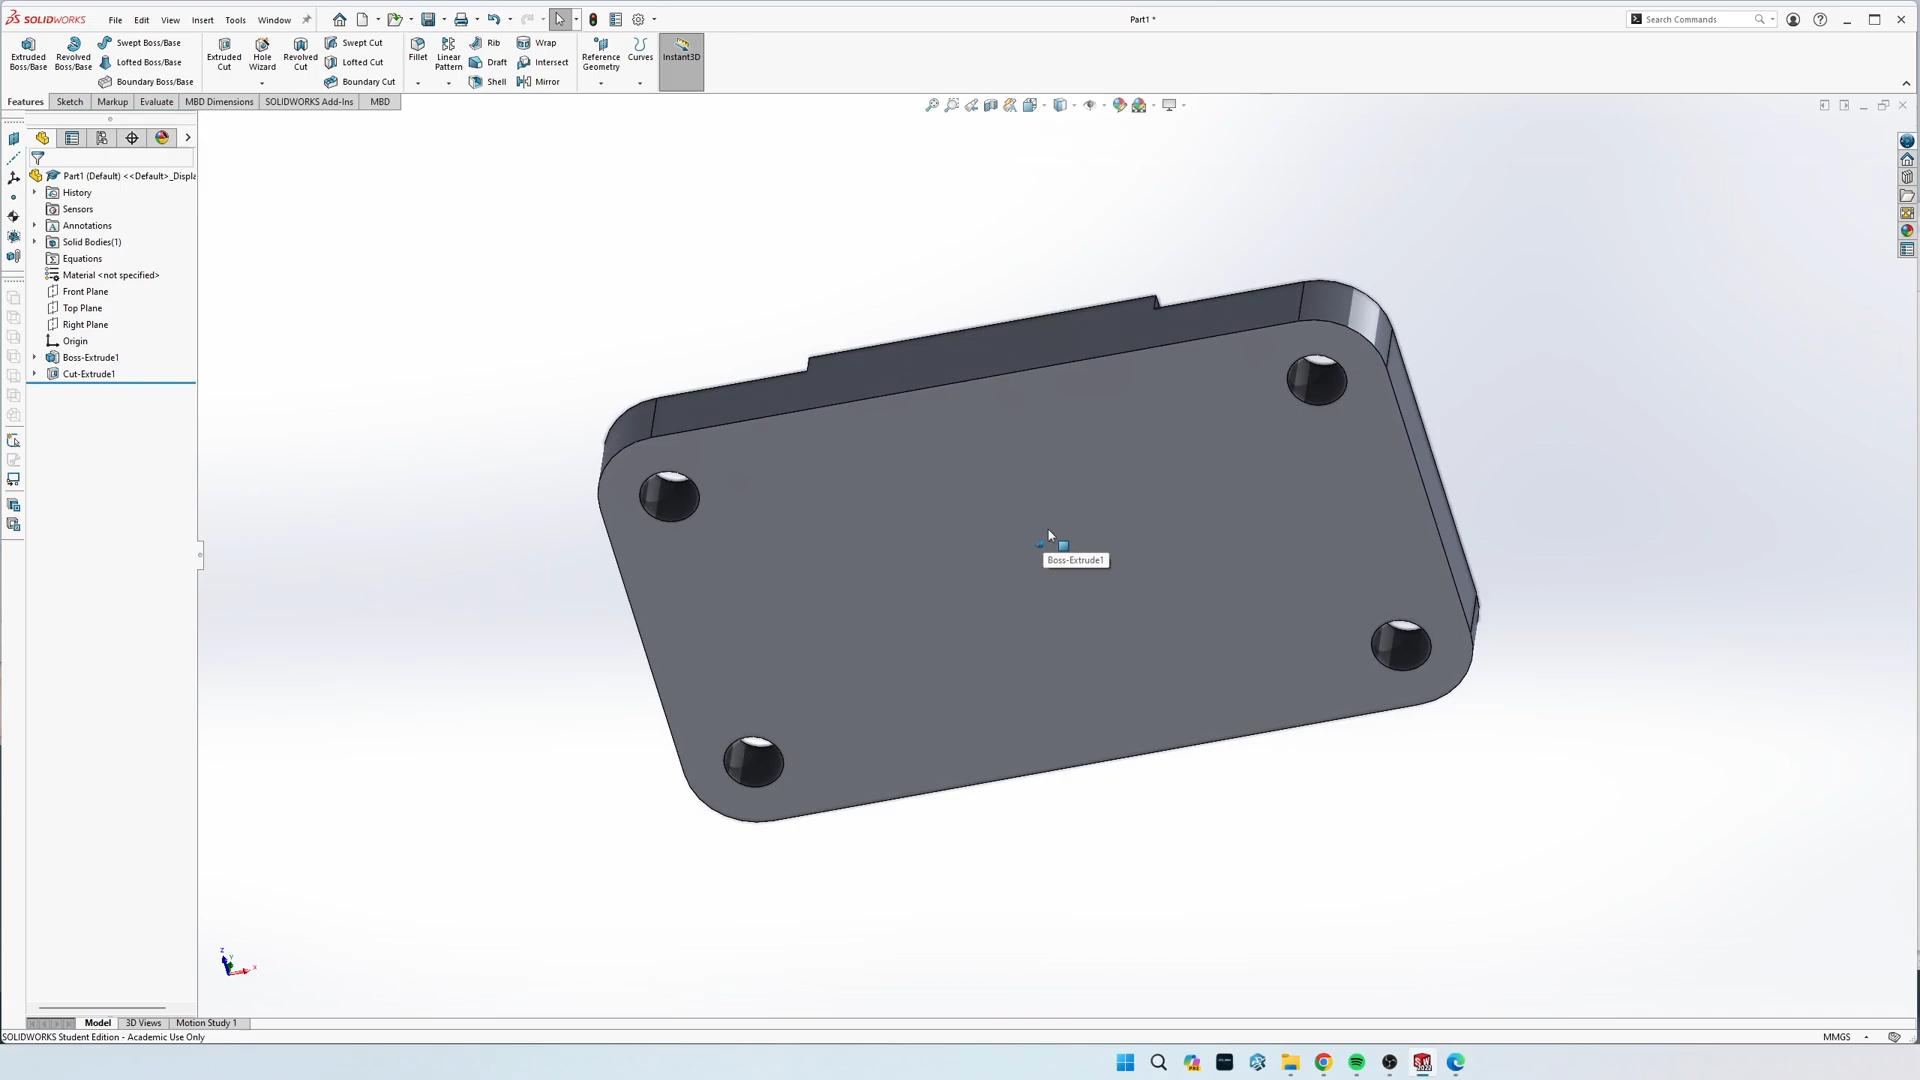 SOLIDWORKS File Edit View Insert Tools Window Part1 * Search Commands
Extruded Boss/Base Revolved Boss/Base Swept Boss/Base Lofted Boss/Base Boundary Boss/Base Extruded Cut Hole Wizard Revolved Cut Swept Cut Lofted Cut Boundary Cut Fillet Linear Pattern Rib Draft Shell Wrap Intersect Mirror Reference Geometry Curves Instant3D
Features Sketch Markup Evaluate MBD Dimensions SOLIDWORKS Add-Ins MBD
Part1 (Default) <<Default>_Displa
History
Sensors
Annotations
Solid Bodies(1)
Equations
Material <not specified>
Front Plane
Top Plane
Right Plane
Origin
Boss-Extrude1
Cut-Extrude1
Boss-Extrude1
Z
Y
X
Model 3D Views Motion Study 1
SOLIDWORKS Student Edition - Academic Use Only MMGS